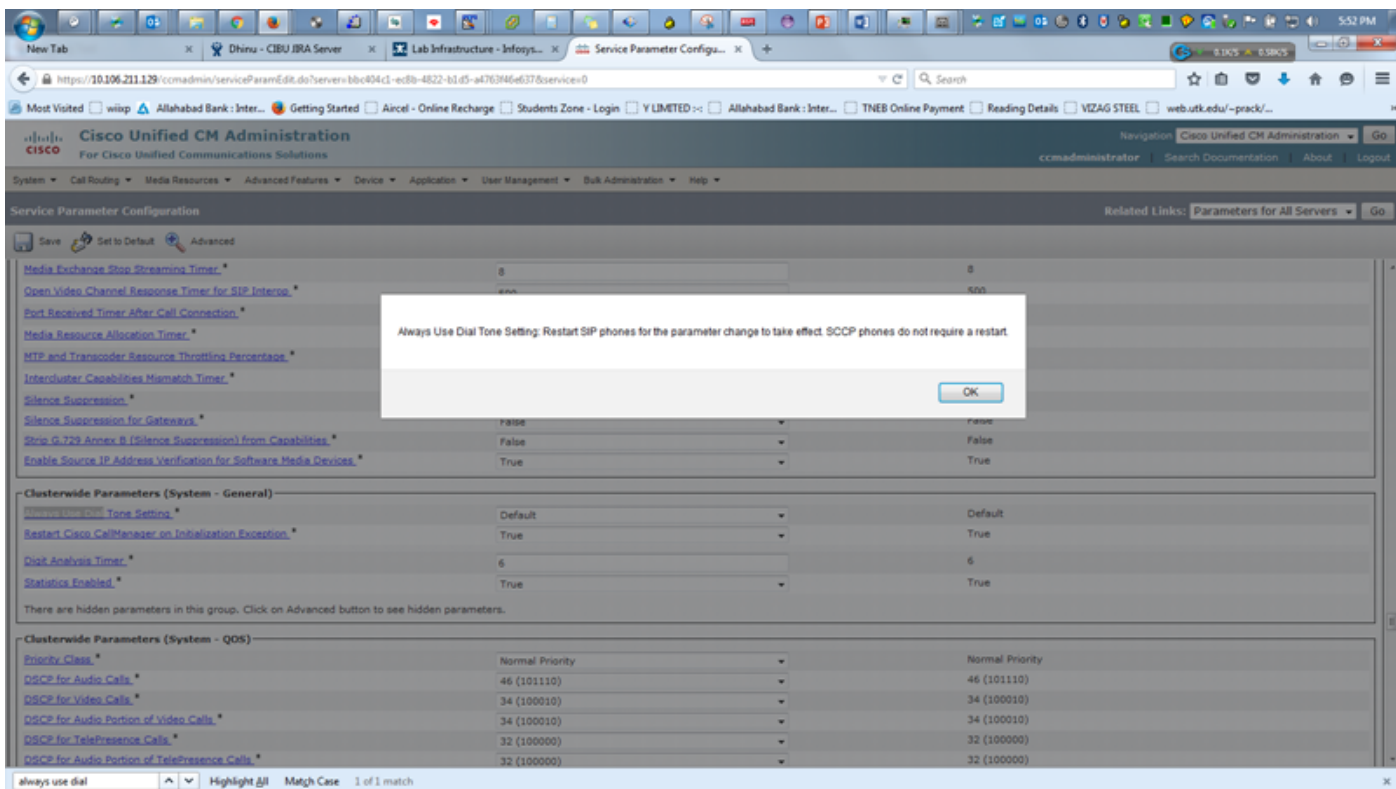 5:52 PM
New Tab
Dhinu - CIBU JIRA Server
Lab Infrastructure - Infosys...
Service Parameter Configu...
https://10.106.211.129/ccmadmin/serviceParamEdit.do?server=bbc404c1-ec8b-4822-b1d5-a4763f46e637&service=0
Search
Most Visited wiixp Allahabad Bank : Inter... Getting Started Aircel - Online Recharge Students Zone - Login Y LIMITED :-: Allahabad Bank : Inter... TNEB Online Payment Reading Details VIZAG STEEL web.utk.edu/~prack/...
CISCO
Cisco Unified CM Administration
For Cisco Unified Communications Solutions
Navigation Cisco Unified CM Administration Go
ccmadministrator Search Documentation About Logout
System Call Routing Media Resources Advanced Features Device Application User Management Bulk Administration Help
Service Parameter Configuration
Related Links: Parameters for All Servers Go
Save Set to Default Advanced
Media Exchange Stop Streaming Timer * 8 8
Open Video Channel Response Timer for SIP Interop * 500 500
Port Received Timer After Call Connection *
Media Resource Allocation Timer *
MTP and Transcoder Resource Throttling Percentage *
Intercluster Capabilities Mismatch Timer *
Silence Suppression *
Always Use Dial Tone Setting: Restart SIP phones for the parameter change to take effect. SCCP phones do not require a restart.
OK
Silence Suppression for Gateways * False False
Strip G.729 Annex B (Silence Suppression) from Capabilities * False False
Enable Source IP Address Verification for Software Media Devices * True True
Clusterwide Parameters (System - General)
Always Use Dial Tone Setting * Default Default
Restart Cisco CallManager on Initialization Exception * True True
Digit Analysis Timer * 6 6
Statistics Enabled * True True
There are hidden parameters in this group. Click on Advanced button to see hidden parameters.
Clusterwide Parameters (System - QOS)
Priority Class * Normal Priority Normal Priority
DSCP for Audio Calls * 46 (101110) 46 (101110)
DSCP for Video Calls * 34 (100010) 34 (100010)
DSCP for Audio Portion of Video Calls * 34 (100010) 34 (100010)
DSCP for TelePresence Calls * 32 (100000) 32 (100000)
DSCP for Audio Portion of TelePresence Calls * 32 (100000) 32 (100000)
always use dial Highlight All Match Case 1 of 1 match